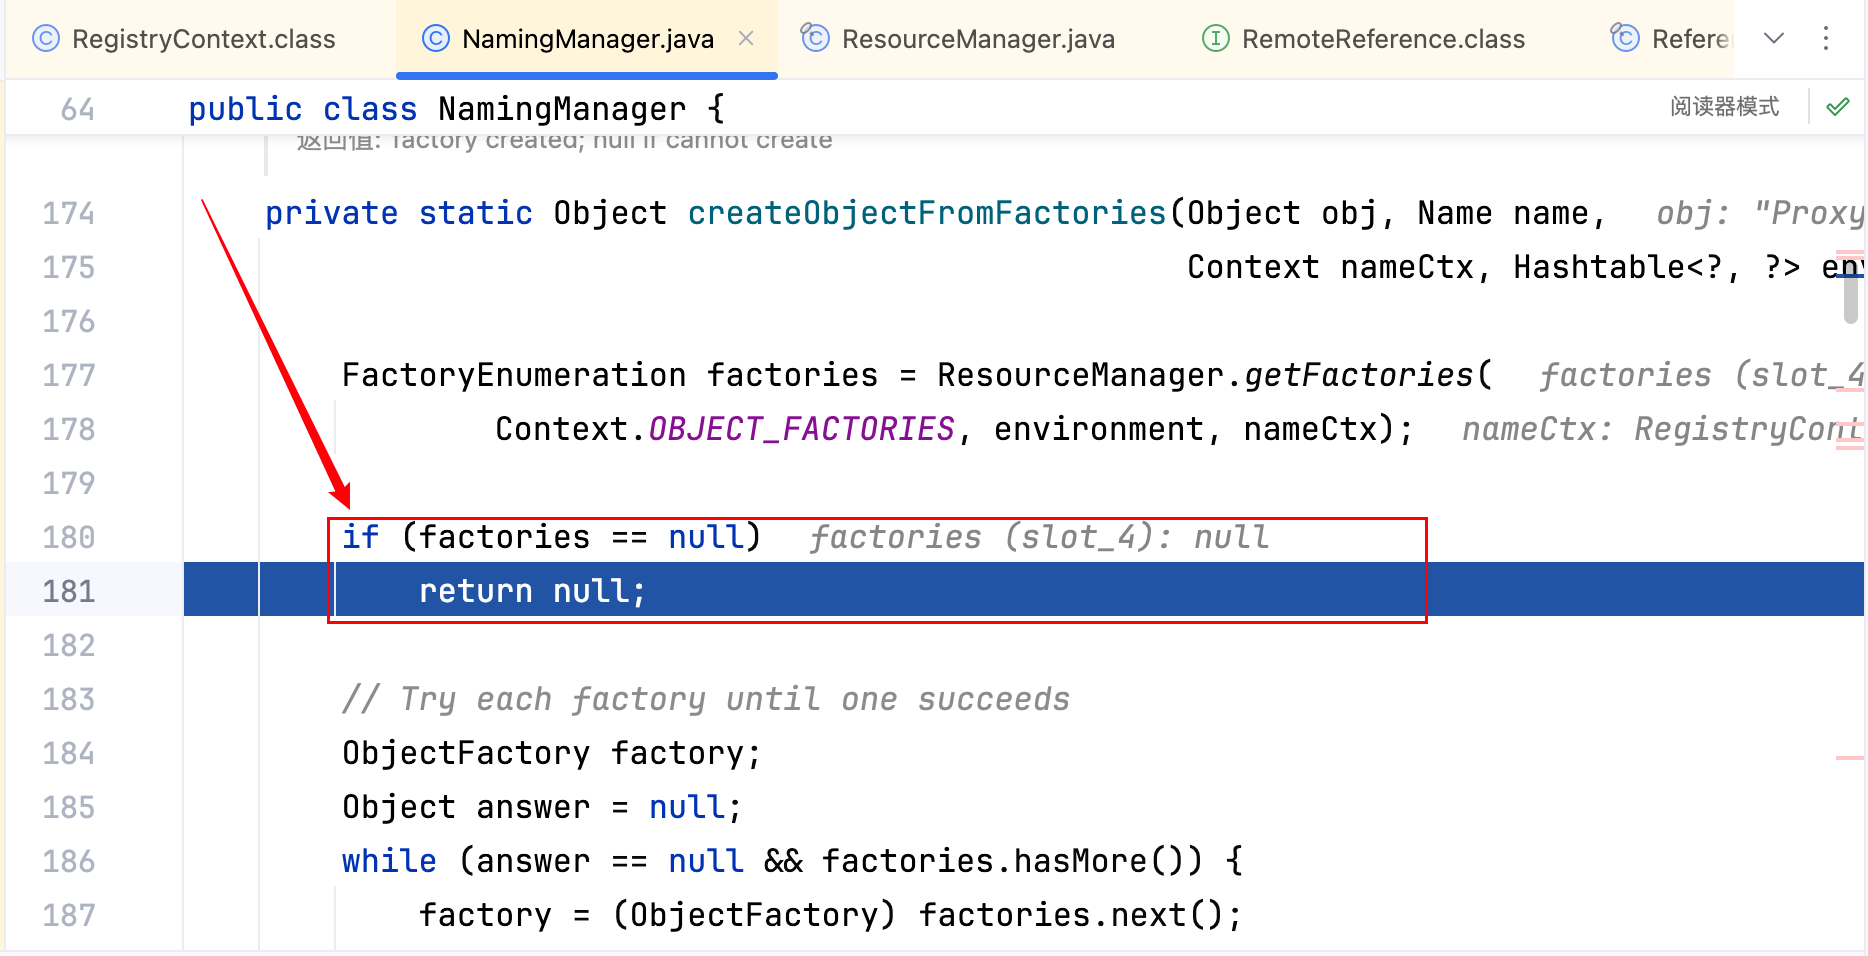 RegistryContext.class NamingManager.java ResourceManager.java RemoteReference.class Refere
64 public class NamingManager { 阅读器模式
返回值: factory created; null if cannot create
174 private static Object createObjectFromFactories(Object obj, Name name, obj: "Proxy
175 Context nameCtx, Hashtable<?, ?> env
176
177 FactoryEnumeration factories = ResourceManager.getFactories( factories (slot_4
178 Context.OBJECT_FACTORIES, environment, nameCtx); nameCtx: RegistryCont
179
180 if (factories == null) factories (slot_4): null
181 return null;
182
183 // Try each factory until one succeeds
184 ObjectFactory factory;
185 Object answer = null;
186 while (answer == null && factories.hasMore()) {
187 factory = (ObjectFactory) factories.next();